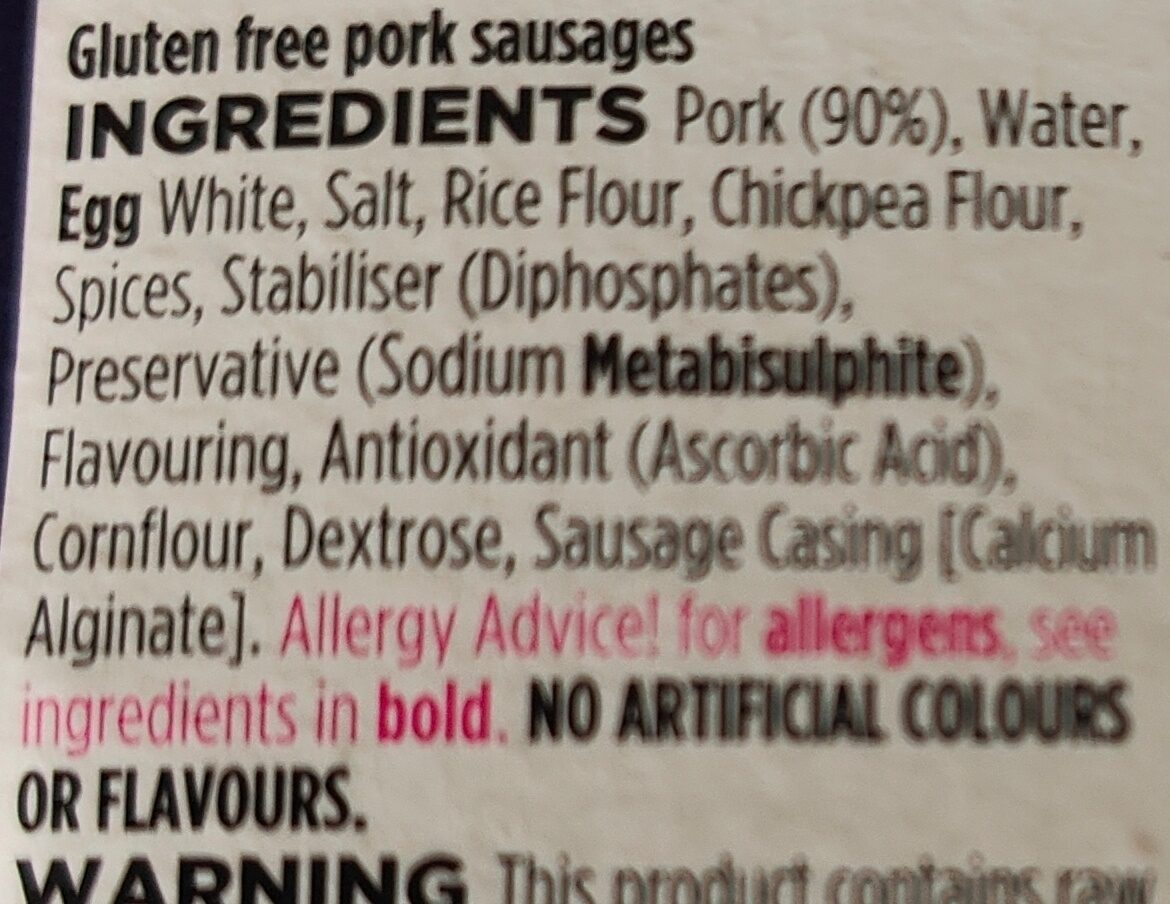 Gluten free pork sausages
INGREDIENTS Pork (90%), Water,
Egg White, Salt, Rice Flour, Chickpea Flour,
Spices, Stabiliser (Diphosphates),
Preservative (Sodium Metabisulphite),
Flavouring, Antioxidant (Ascorbic Acid),
Cornflour, Dextrose, Sausage Casing [Calcium
Alginate]. Allergy Advice! for allergens, see
ingredients in bold. NO ARTIFICIAL COLOURS
OR FLAVOURS.
WARNING This product contains raw